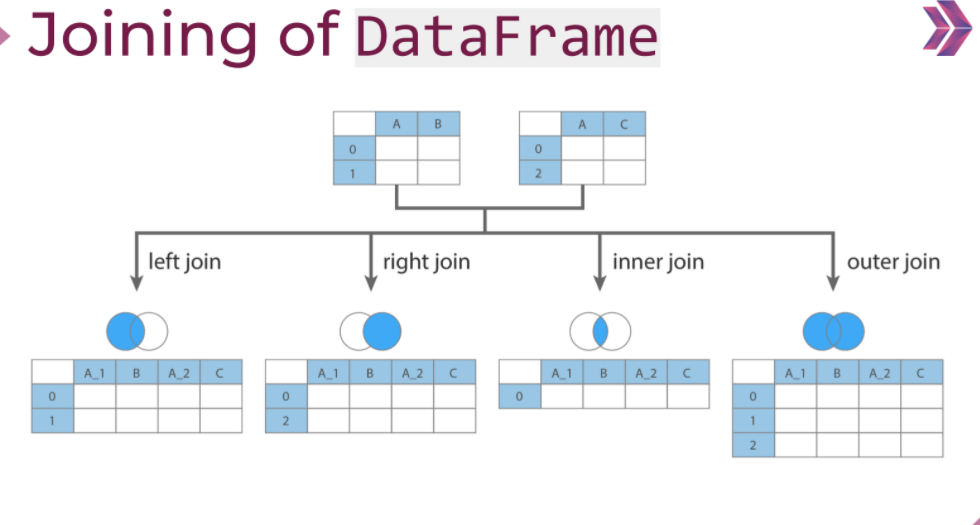 Joining of DataFrame
A B
0
1
A C
0
2
left join
right join
inner join
outer join
A_1 B A_2 C
0
1
A_1 B A_2 C
0
2
A_1 B A_2 C
0
A_1 B A_2 C
0
1
2